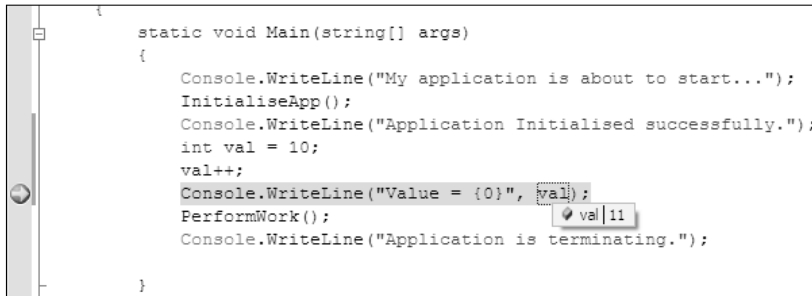 {
static void Main(string[] args)
{
Console.WriteLine("My application is about to start...");
InitialiseApp();
Console.WriteLine("Application Initialised successfully.");
int val = 10;
val++;
Console.WriteLine("Value = {0}", val);
val 11
PerformWork();
Console.WriteLine("Application is terminating.");
}